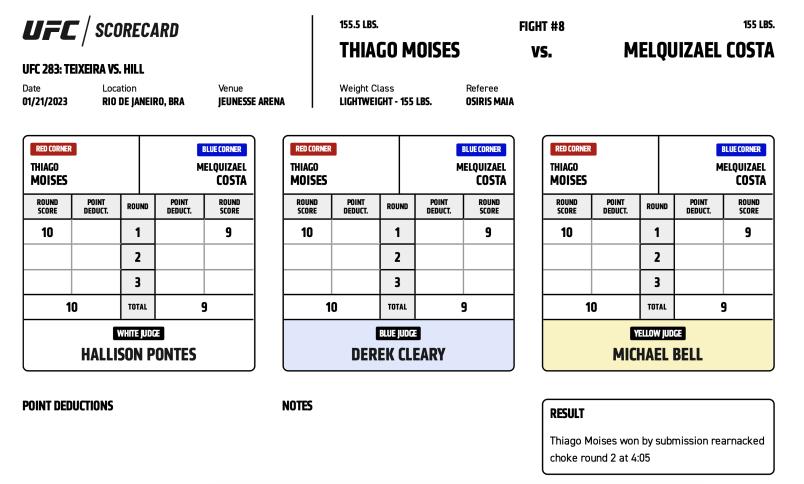 UFC / SCORECARD
UFC 283: TEIXEIRA VS. HILL
Date Location Venue
01/21/2023 RIO DE JANEIRO, BRA JEUNESSE ARENA
155.5 LBS. FIGHT #8 155 LBS.
THIAGO MOISES VS. MELQUIZAEL COSTA
Weight Class Referee
LIGHTWEIGHT - 155 LBS. OSIRIS MAIA
RED CORNER BLUE CORNER
THIAGO MELQUIZAEL
MOISES COSTA
ROUND POINT ROUND POINT ROUND
SCORE DEDUCT. DEDUCT. SCORE
10 1 9
2
3
10 TOTAL 9
WHITE JUDGE
HALLISON PONTES
RED CORNER BLUE CORNER
THIAGO MELQUIZAEL
MOISES COSTA
ROUND POINT ROUND POINT ROUND
SCORE DEDUCT. DEDUCT. SCORE
10 1 9
2
3
10 TOTAL 9
BLUE JUDGE
DEREK CLEARY
RED CORNER BLUE CORNER
THIAGO MELQUIZAEL
MOISES COSTA
ROUND POINT ROUND POINT ROUND
SCORE DEDUCT. DEDUCT. SCORE
10 1 9
2
3
10 TOTAL 9
YELLOW JUDGE
MICHAEL BELL
POINT DEDUCTIONS
NOTES
RESULT
Thiago Moises won by submission rearnacked
choke round 2 at 4:05